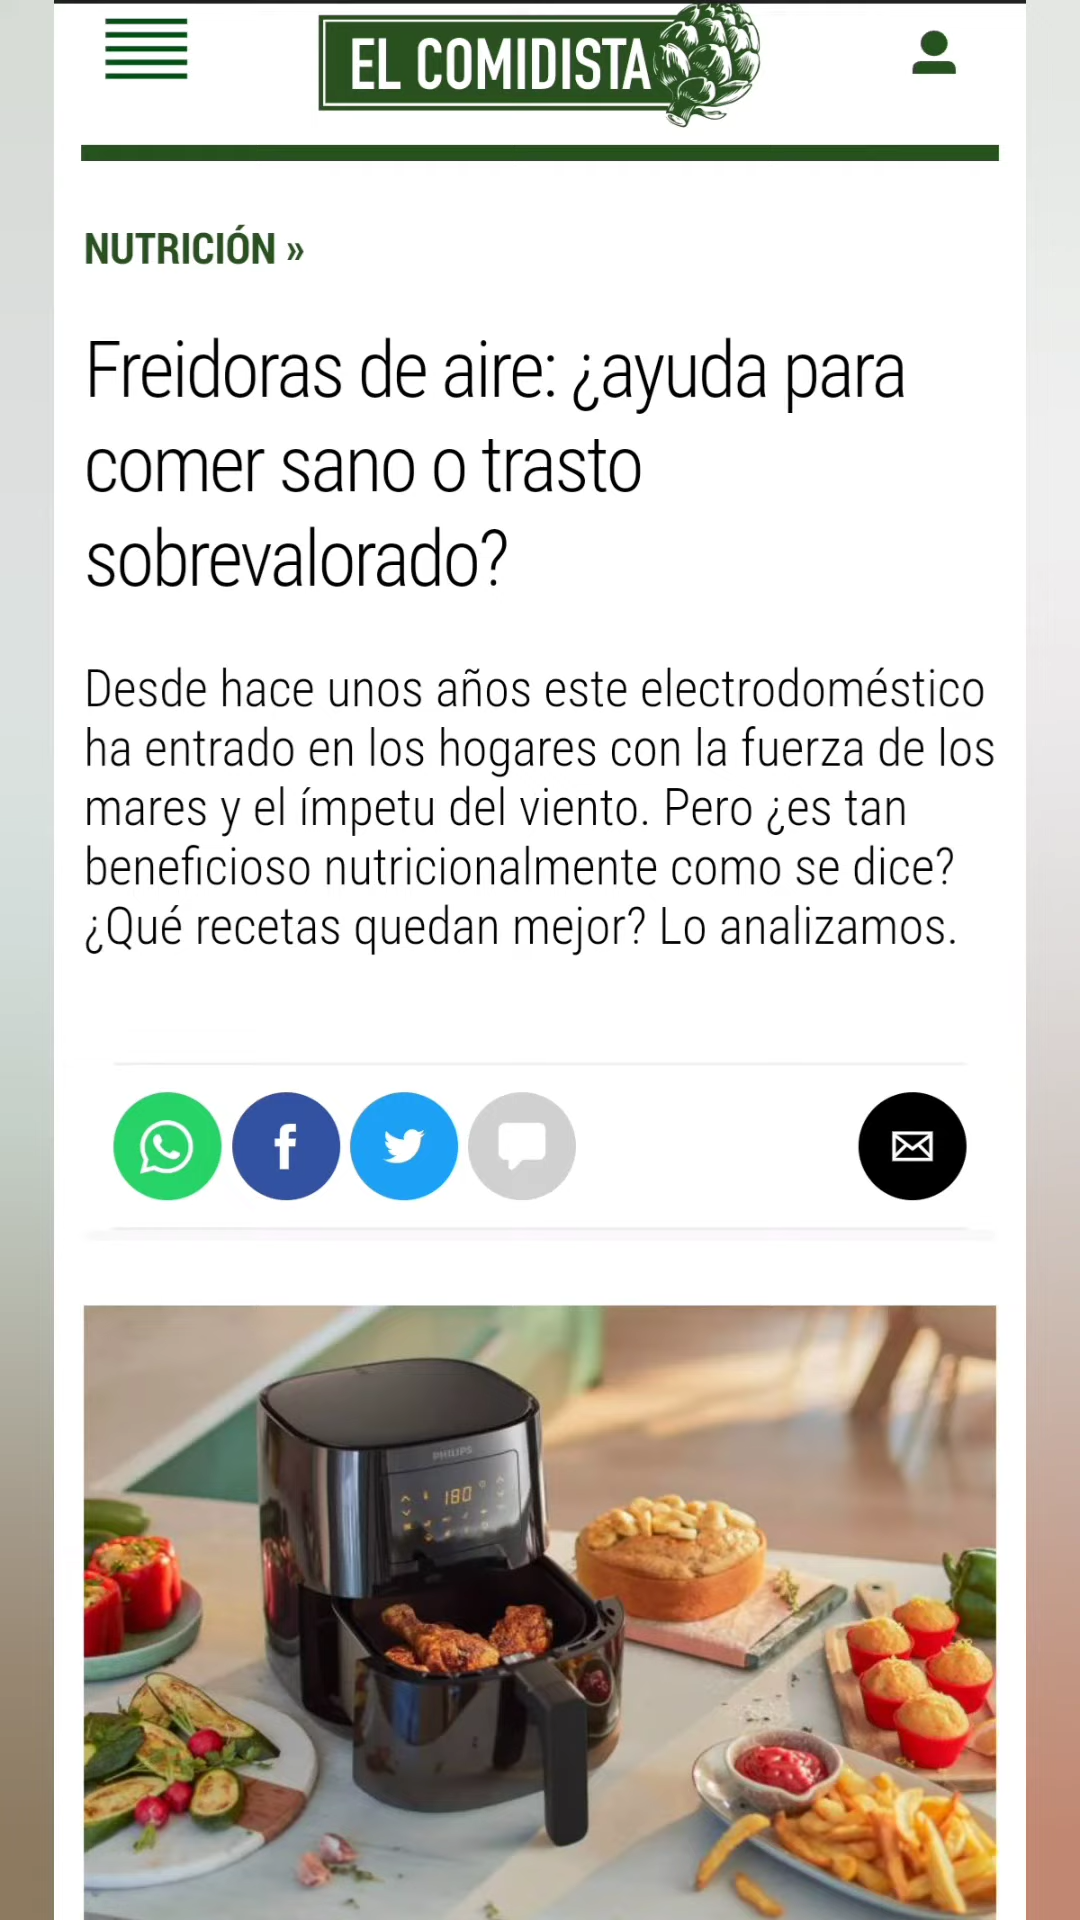 EL COMIDISTA
NUTRICIÓN »
Freidoras de aire: ¿ayuda para
comer sano o trasto
sobrevalorado?
Desde hace unos años este electrodoméstico
ha entrado en los hogares con la fuerza de los
mares y el ímpetu del viento. Pero ¿es tan
beneficioso nutricionalmente como se dice?
¿Qué recetas quedan mejor? Lo analizamos.
PHILIPS
180